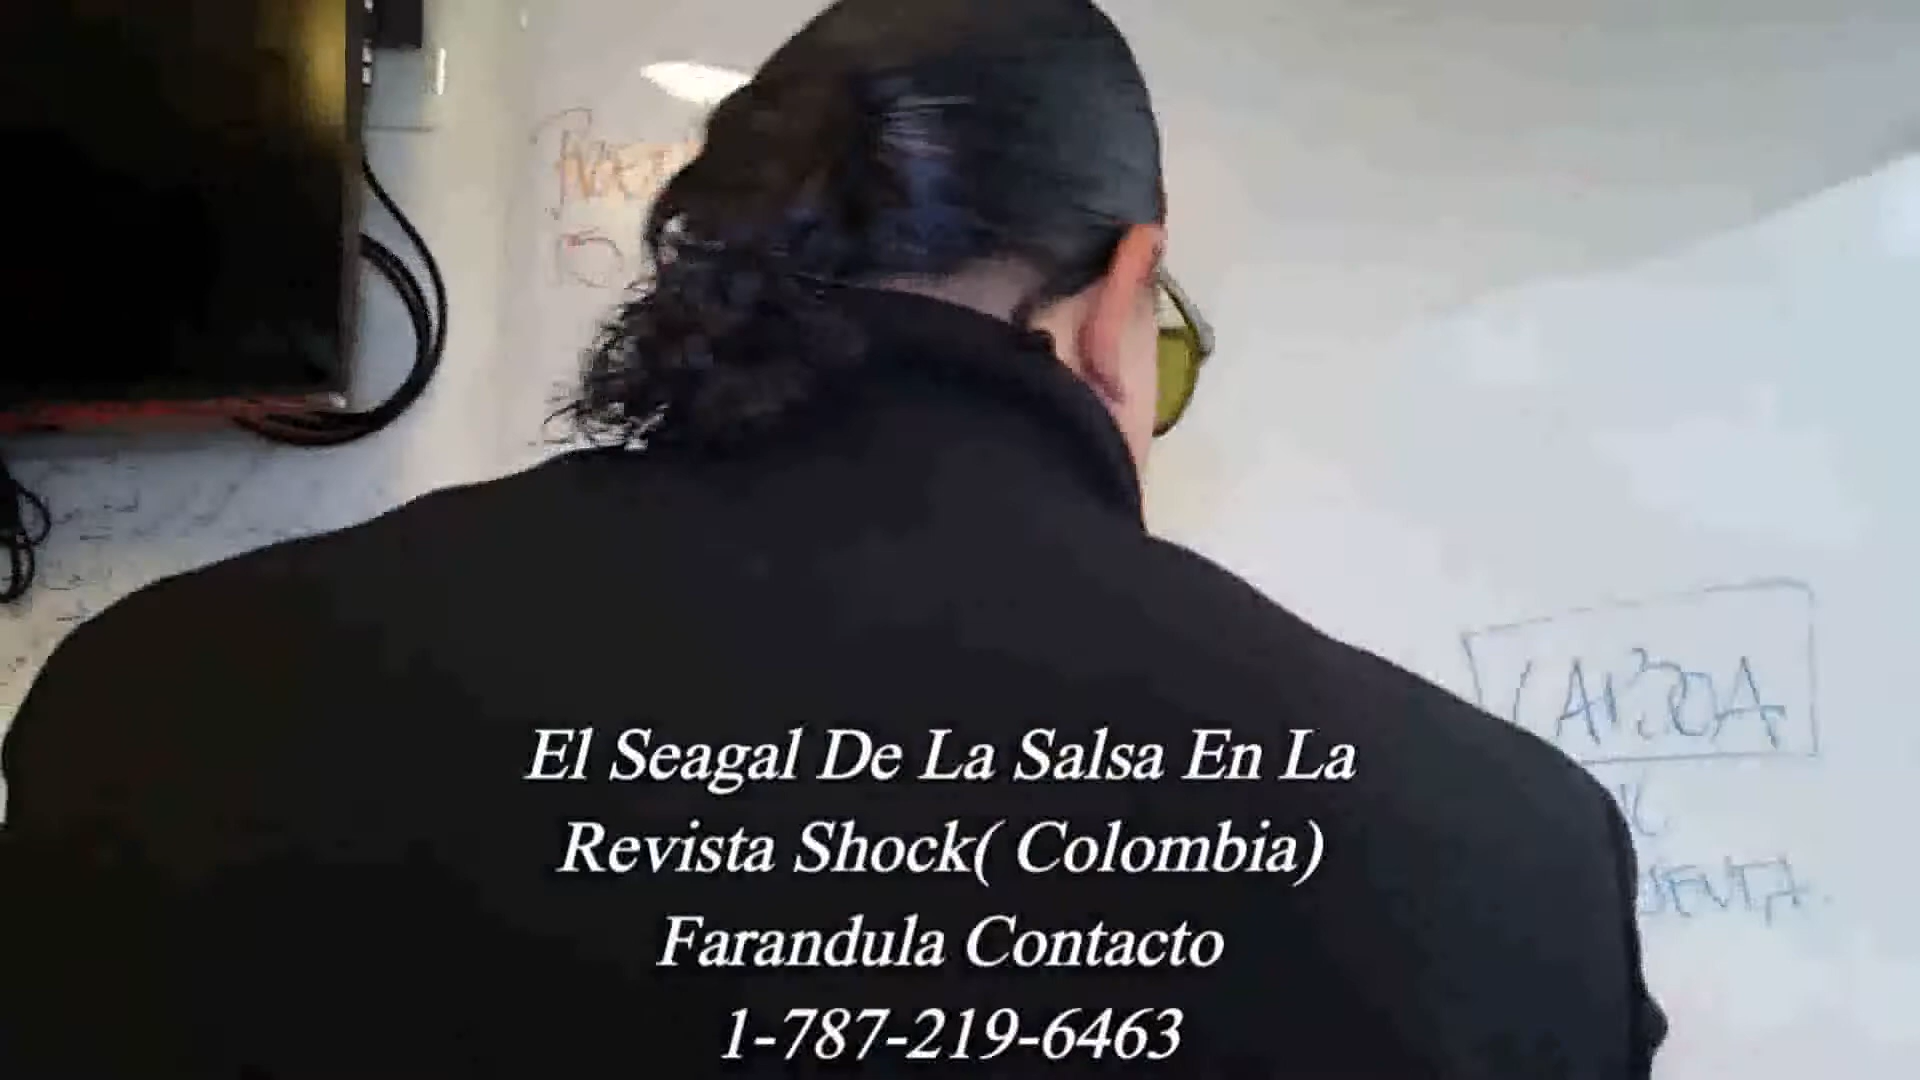 El Seagal De La Salsa En La
Revista Shock( Colombia)
Farandula Contacto
1-787-219-6463